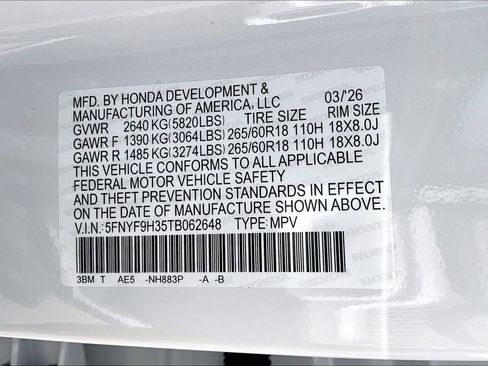 MFD. BY HONDA DEVELOPMENT &
MANUFACTURING OF AMERICA, LLC 03/'26
GVWR 2640 KG(5820LBS) TIRE SIZE RIM SIZE
GAWR F 1390 KG(3064LBS) 265/60R18 110H 18X8.0J
GAWR R 1485 KG(3274LBS) 265/60R18 110H 18X8.0J
THIS VEHICLE CONFORMS TO ALL APPLICABLE
FEDERAL MOTOR VEHICLE SAFETY
AND THEFT PREVENTION STANDARDS IN EFFECT
ON THE DATE OF MANUFACTURE SHOWN ABOVE.
V.I.N.: 5FNYF9H35TB062648 TYPE: MPV
3BM T AE5 -NH883P -A -B